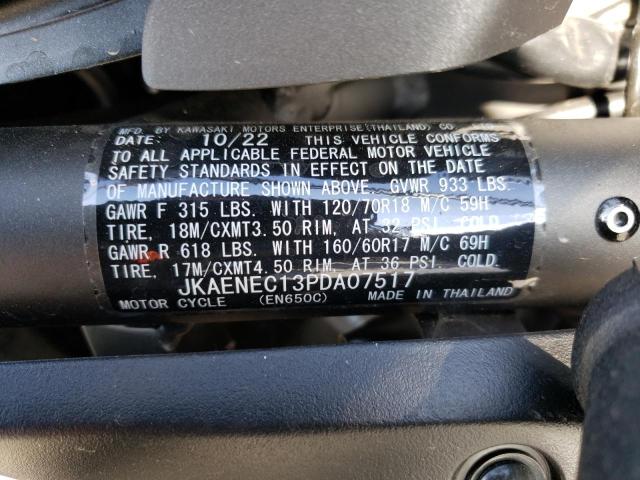 MFD. BY KAWASAKI MOTORS ENTERPRISE(THAILAND) CO.
DATE: 10/22 THIS VEHICLE CONFORMS
TO ALL APPLICABLE FEDERAL MOTOR VEHICLE
SAFETY STANDARDS IN EFFECT ON THE DATE
OF MANUFACTURE SHOWN ABOVE. GVWR 933 LBS.
GAWR F 315 LBS. WITH 120/70R18 M/C 59H
TIRE, 18M/CXMT3.50 RIM, AT 32 PSI COLD
GAWR R 618 LBS. WITH 160/60R17 M/C 69H
TIRE, 17M/CXMT4.50 RIM, AT 36 PSI COLD.
JKAENEC13PDA07517
MOTOR CYCLE (EN650C) MADE IN THAILAND